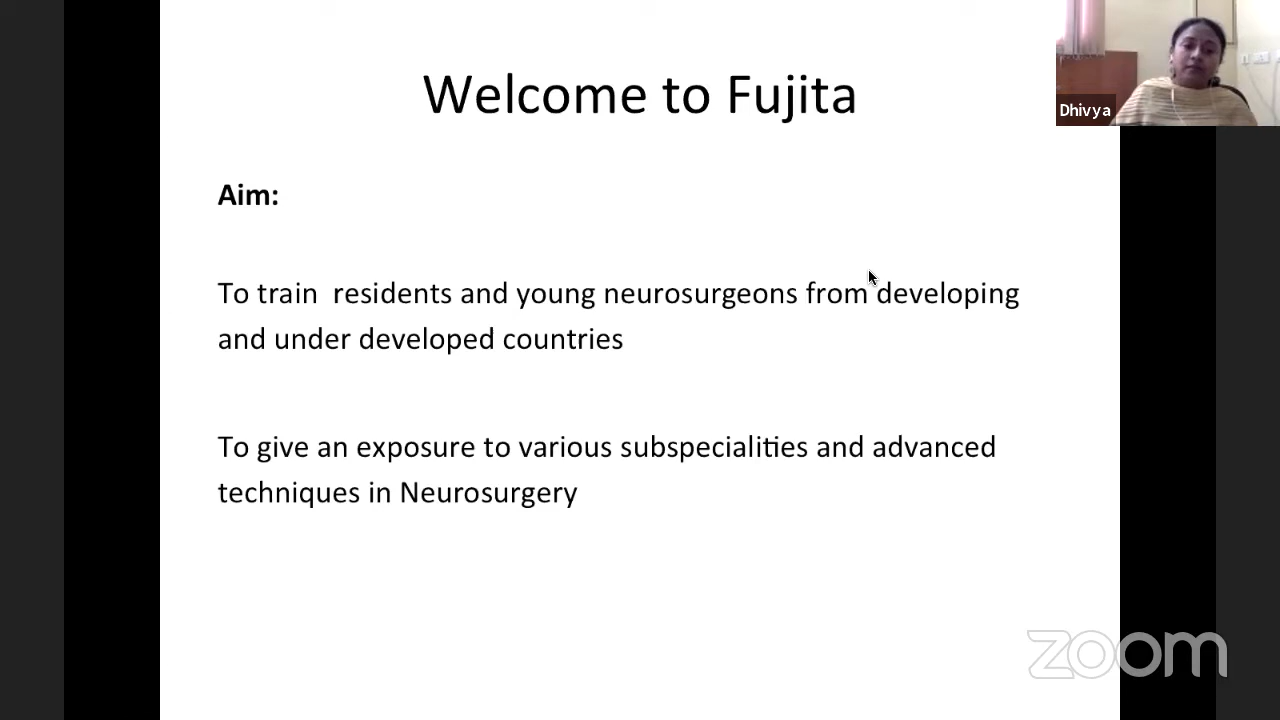 Welcome to Fujita
Dhivya
Aim:
To train  residents and young neurosurgeons from developing
and under developed countries
To give an exposure to various subspecialities and advanced
techniques in Neurosurgery
zoom